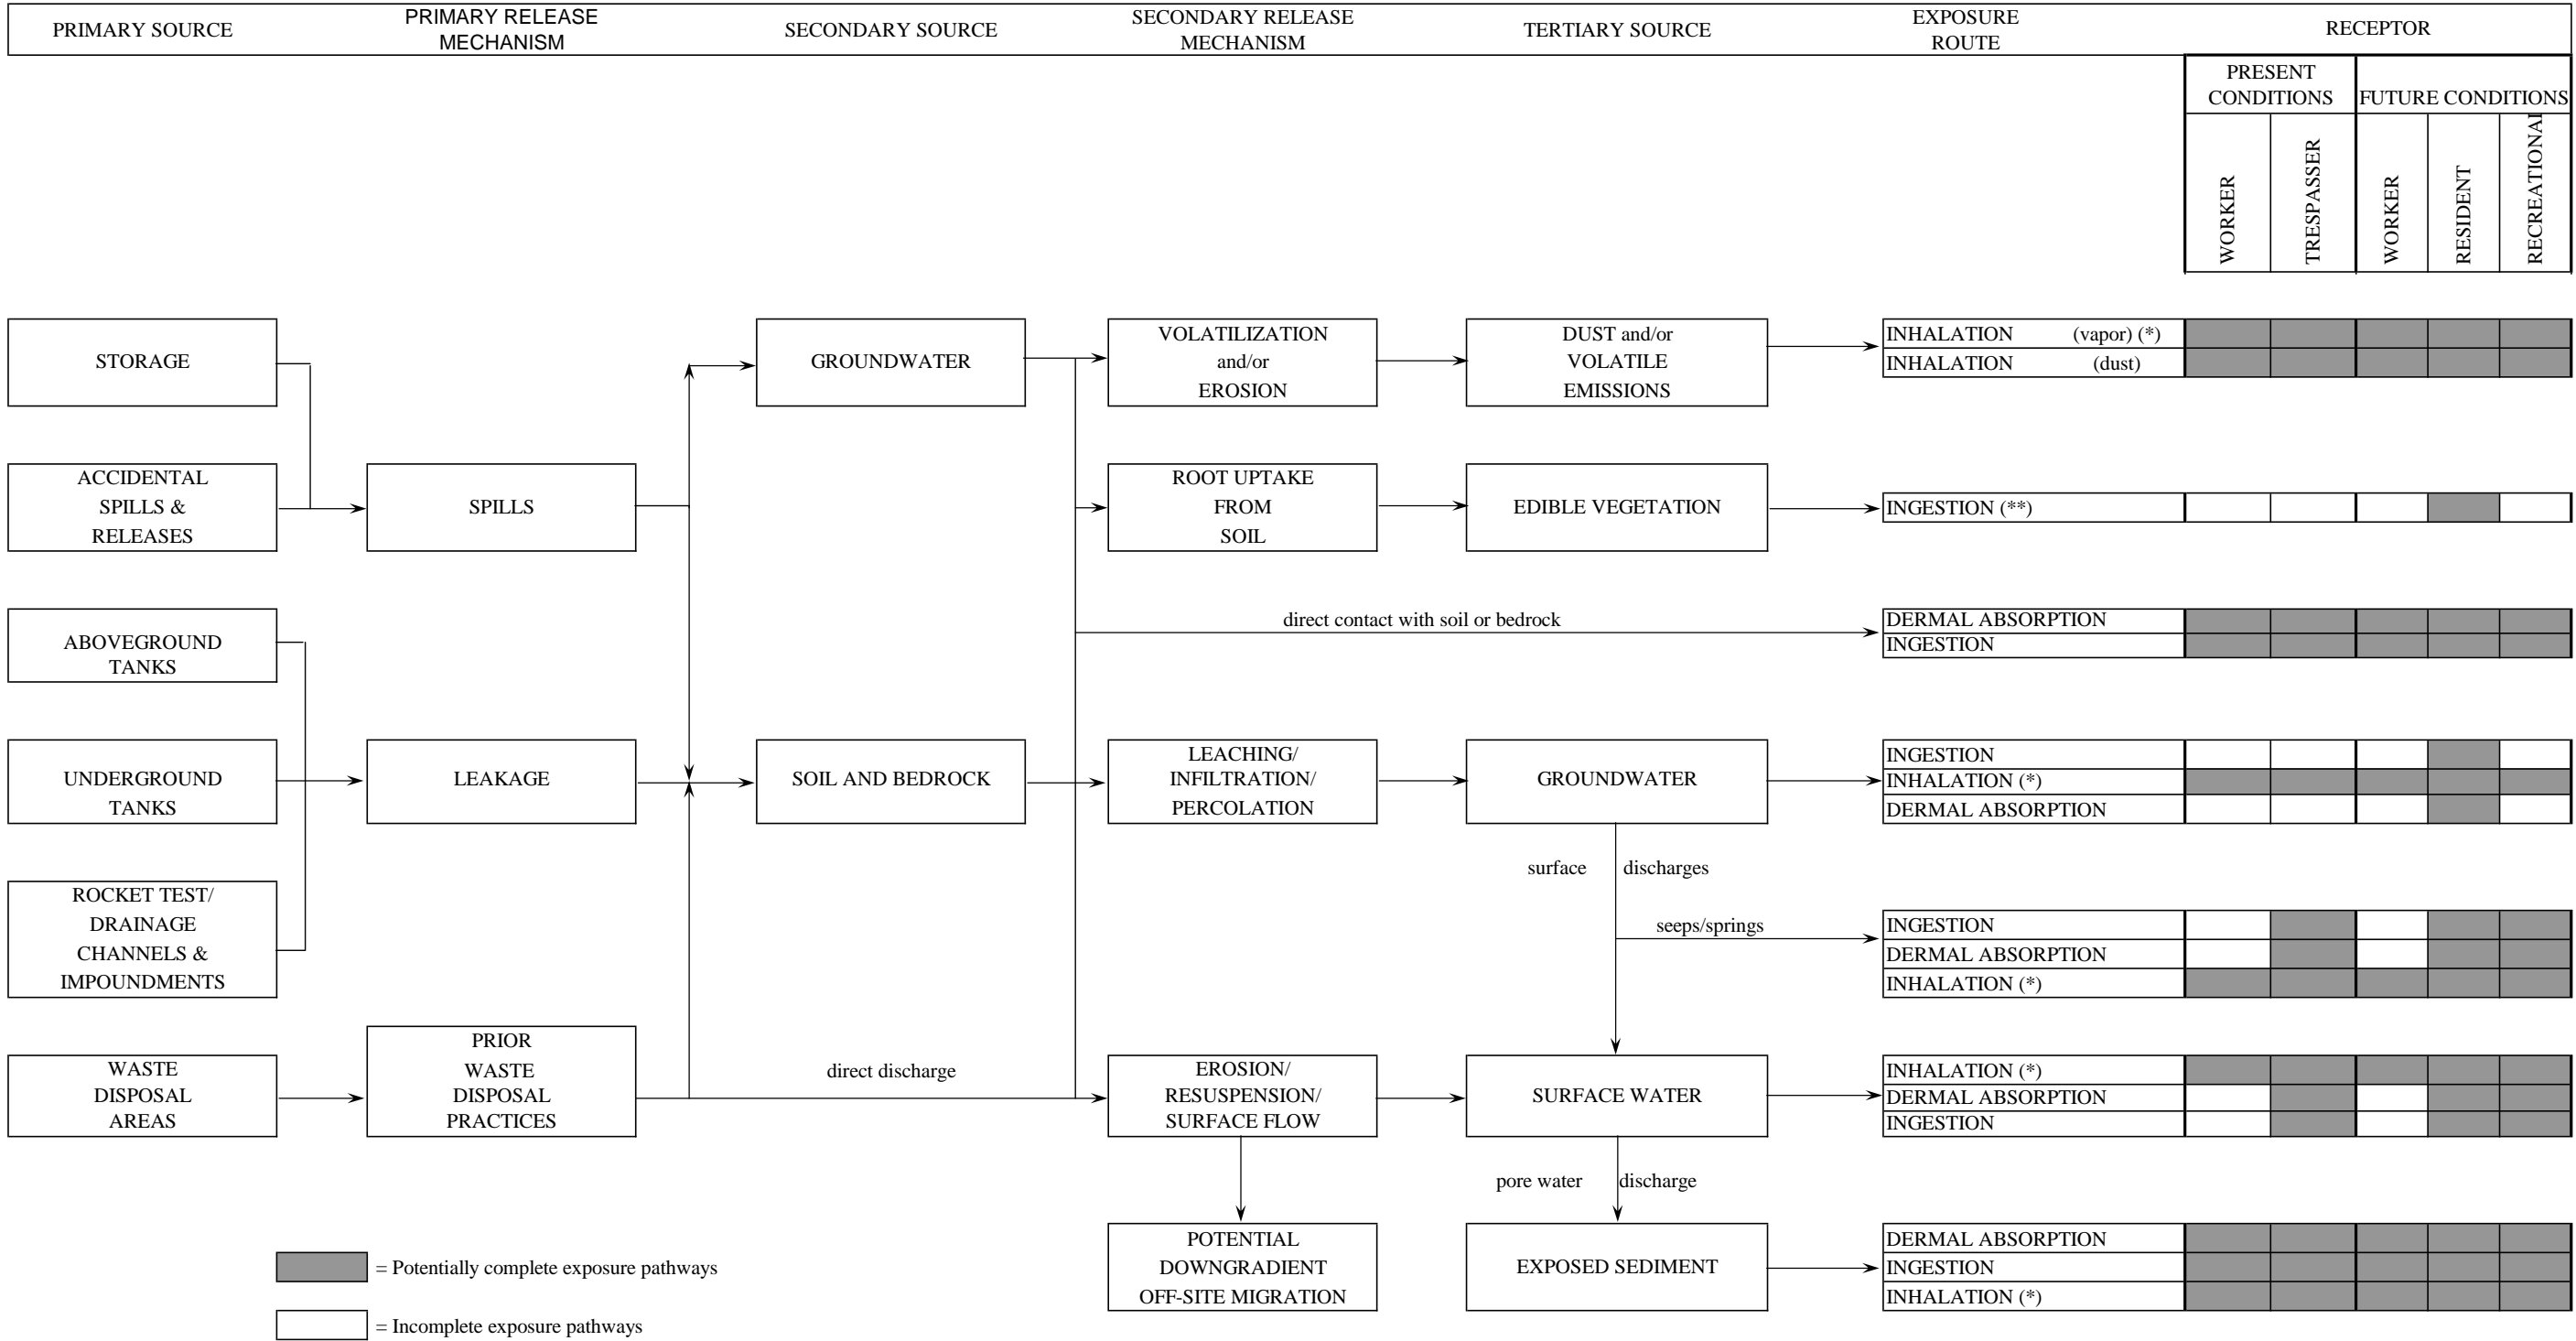 PRIMARY SOURCE
PRIMARY RELEASE
MECHANISM
SECONDARY SOURCE
SECONDARY RELEASE
MECHANISM
TERTIARY SOURCE
EXPOSURE
ROUTE
RECEPTOR
PRESENT
CONDITIONS
FUTURE CONDITIONS
WORKER
TRESPASSER
WORKER
RESIDENT
RECREATIONAL
STORAGE
GROUNDWATER
VOLATILIZATION
and/or
EROSION
DUST and/or
VOLATILE
EMISSIONS
INHALATION (vapor) (*)
INHALATION (dust)
ACCIDENTAL
SPILLS &
RELEASES
SPILLS
ROOT UPTAKE
FROM
SOIL
EDIBLE VEGETATION
INGESTION (**)
ABOVEGROUND
TANKS
direct contact with soil or bedrock
DERMAL ABSORPTION
INGESTION
UNDERGROUND
TANKS
LEAKAGE
SOIL AND BEDROCK
LEACHING/
INFILTRATION/
PERCOLATION
GROUNDWATER
INGESTION
INHALATION (*)
DERMAL ABSORPTION
surface discharges
ROCKET TEST/
DRAINAGE
CHANNELS &
IMPOUNDMENTS
seeps/springs
INGESTION
DERMAL ABSORPTION
INHALATION (*)
WASTE
DISPOSAL
AREAS
PRIOR
WASTE
DISPOSAL
PRACTICES
direct discharge
EROSION/
RESUSPENSION/
SURFACE FLOW
SURFACE WATER
INHALATION (*)
DERMAL ABSORPTION
INGESTION
pore water discharge
POTENTIAL
DOWNGRADIENT
OFF-SITE MIGRATION
EXPOSED SEDIMENT
DERMAL ABSORPTION
INGESTION
INHALATION (*)
= Potentially complete exposure pathways
= Incomplete exposure pathways